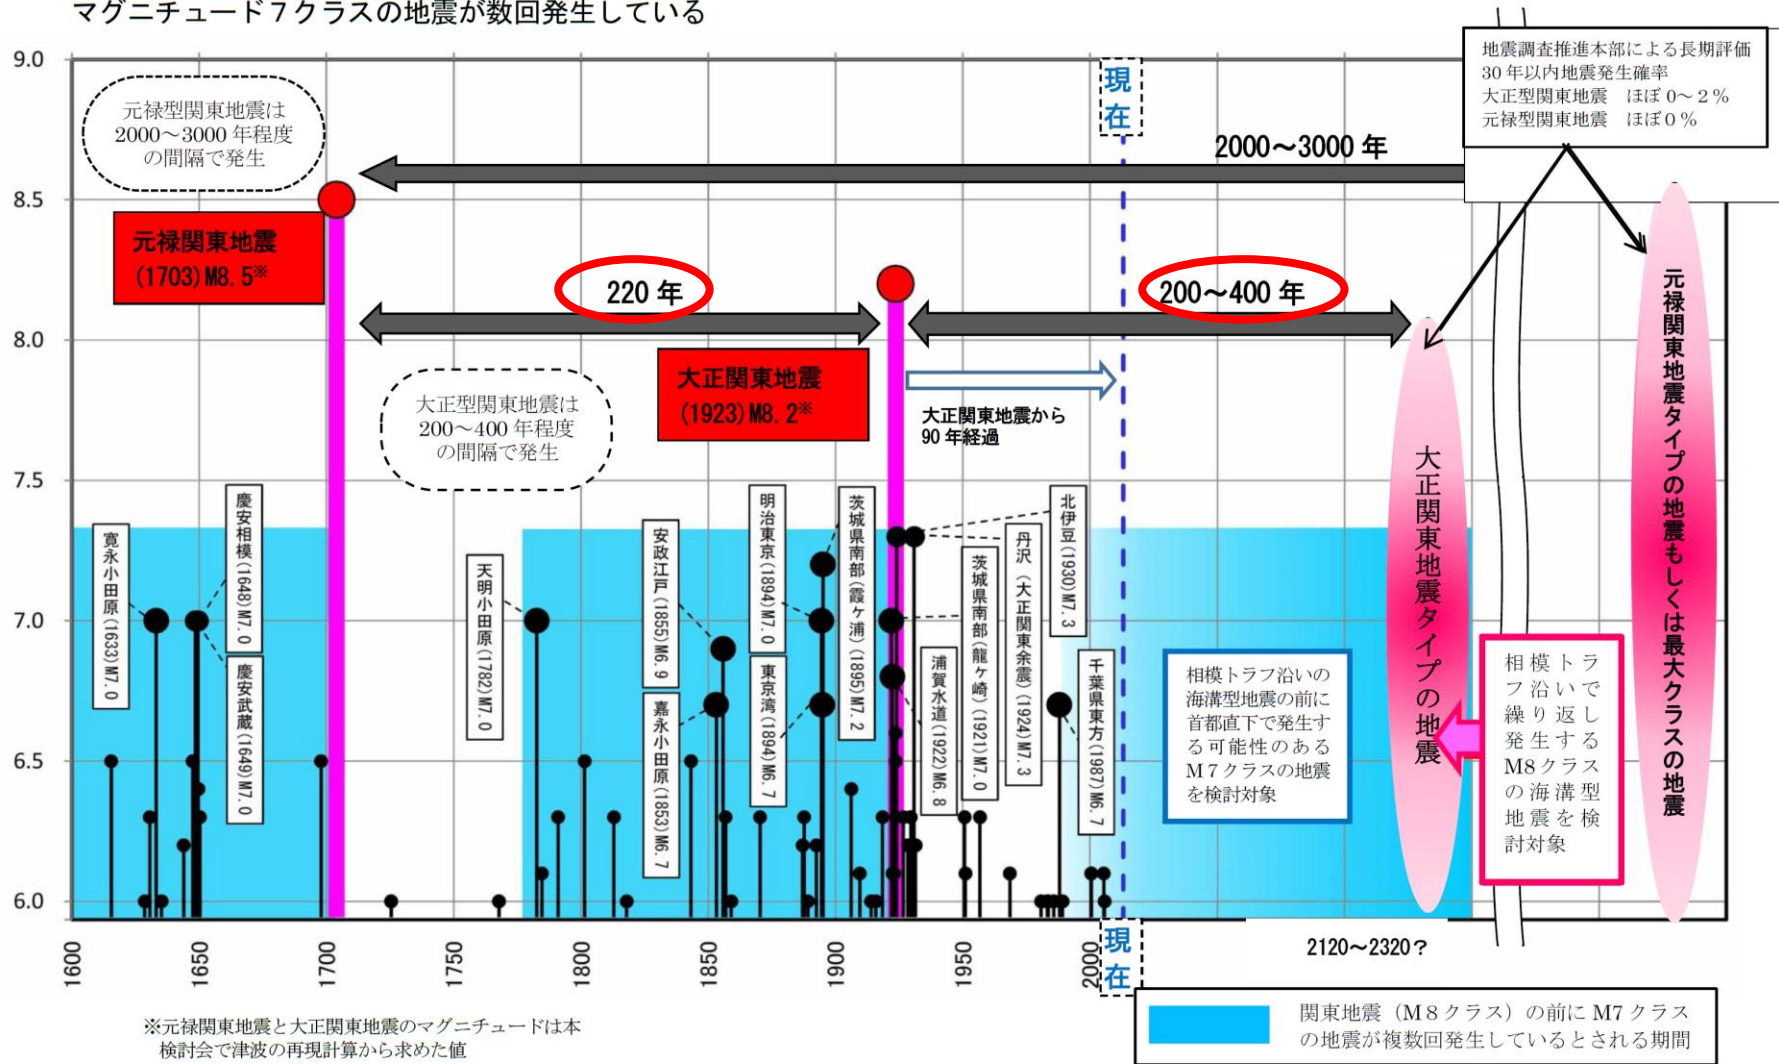 マグニチュード７クラスの地震が数回発生している
9.0
8.5
8.0
7.5
7.0
6.5
6.0
元禄型関東地震は
2000～3000 年程度
の間隔で発生
現在
地震調査推進本部による長期評価
30 年以内地震発生確率
大正型関東地震　ほぼ 0～２％
元禄型関東地震　ほぼ０％
2000～3000 年
元禄関東地震
(1703)M8.5※
220 年
200～400 年
大正型関東地震は
200～400 年程度
の間隔で発生
大正関東地震
(1923)M8.2※
大正関東地震から
90 年経過
寛永小田原(1633)M7.0
慶安相模(1648)M7.0
慶安武蔵(1649)M7.0
天明小田原(1782)M7.0
安政江戸(1855)M6.9
嘉永小田原(1853)M6.7
明治東京(1894)M7.0
東京湾(1894)M6.7
茨城県南部(霞ヶ浦)(1895)M7.2
浦賀水道(1922)M6.8
茨城県南部(龍ヶ崎)(1921)M7.0
丹沢(大正関東余震)(1924)M7.3
北伊豆(1930)M7.3
千葉県東方(1987)M6.7
相模トラフ沿いの
海溝型地震の前に
首都直下で発生す
る可能性のある
Ｍ７クラスの地震
を検討対象
大正関東地震タイプの地震
相模トラ
フ沿いで
繰り返し
発生する
M8クラス
の海溝型
地震を検
討対象
元禄関東地震タイプの地震もしくは最大クラスの地震
1600
1650
1700
1750
1800
1850
1900
1950
2000
現在
2120～2320？
※元禄関東地震と大正関東地震のマグニチュードは本
検討会で津波の再現計算から求めた値
関東地震（Ｍ８クラス）の前に M7 クラス
の地震が複数回発生しているとされる期間